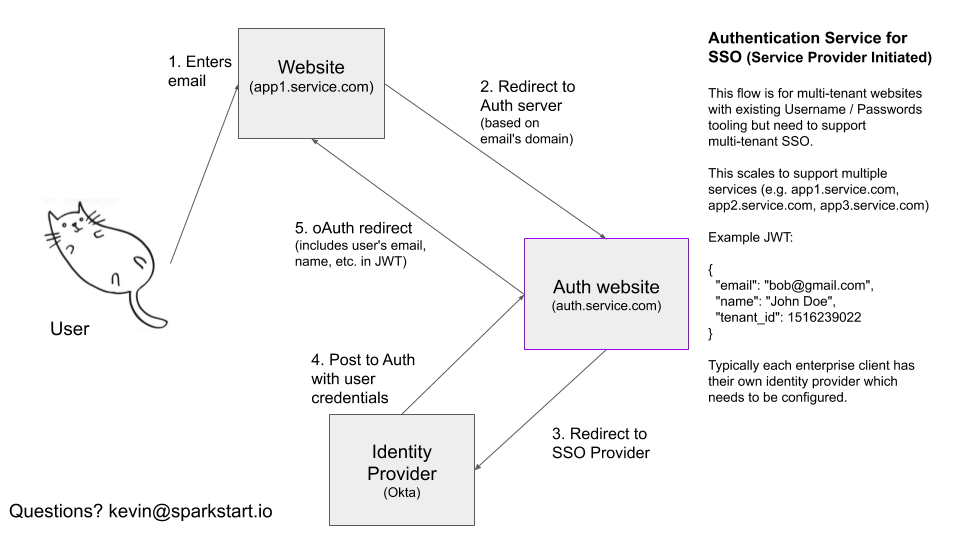 1. Enters
email
Website
(app1.service.com)
2. Redirect to
Auth server
(based on
email's domain)
5. oAuth redirect
(includes user's email,
name, etc. in JWT)
Auth website
(auth.service.com)
User
4. Post to Auth
with user
credentials
3. Redirect to
SSO Provider
Identity
Provider
(Okta)
Questions? kevin@sparkstart.io
Authentication Service for
SSO (Service Provider Initiated)
This flow is for multi-tenant websites
with existing Username / Passwords
tooling but need to support
multi-tenant SSO.
This scales to support multiple
services (e.g. app1.service.com,
app2.service.com, app3.service.com)
Example JWT:
{
"email": "bob@gmail.com",
"name": "John Doe",
"tenant_id": 1516239022
}
Typically each enterprise client has
their own identity provider which
needs to be configured.